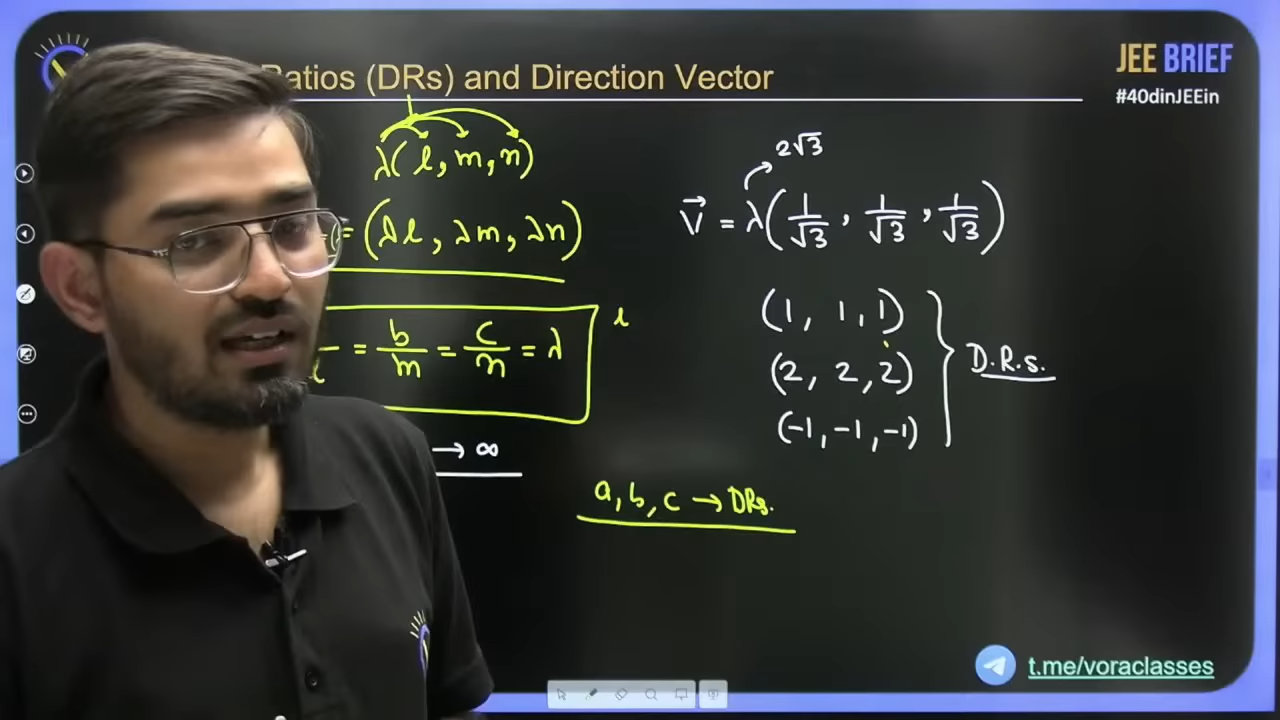 Ratios (DRs) and Direction Vector
JEE BRIEF
#40dinJEEin
λ(l, m, n)
= (λl, λm, λn)
= b/m = c/n = λ
l
→ ∞
a, b, c → DRs.
2√3
V⃗ = λ(1/√3, 1/√3, 1/√3)
(1, 1, 1)
(2, 2, 2)
(-1, -1, -1)
D.R.s.
t.me/voraclasses